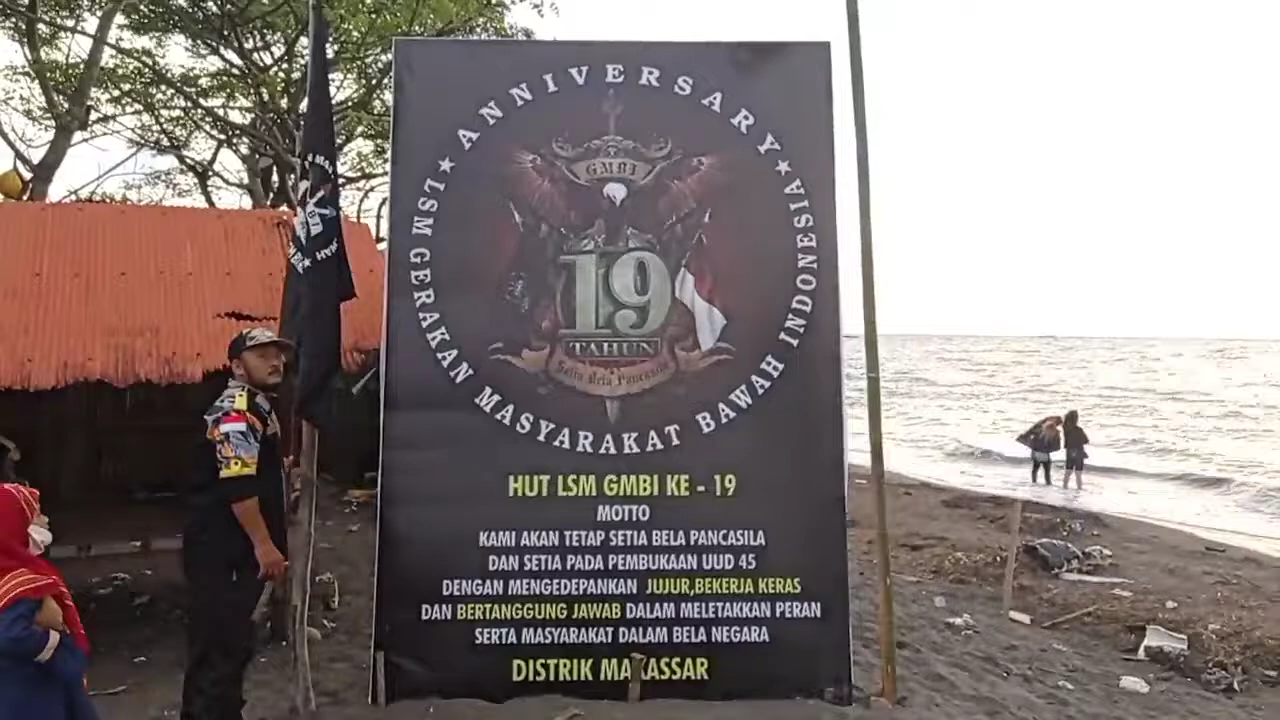 ANNIVERSARY
LSM GERAKAN MASYARAKAT BAWAH INDONESIA
GMBI
19
TAHUN
Setia Bela Pancasila
HUT LSM GMBI KE - 19
MOTTO
KAMI AKAN TETAP SETIA BELA PANCASILA
DAN SETIA PADA PEMBUKAAN UUD 45
DENGAN MENGEDEPANKAN JUJUR,BEKERJA KERAS
DAN BERTANGGUNG JAWAB DALAM MELETAKKAN PERAN
SERTA MASYARAKAT DALAM BELA NEGARA
DISTRIK MAKASSAR